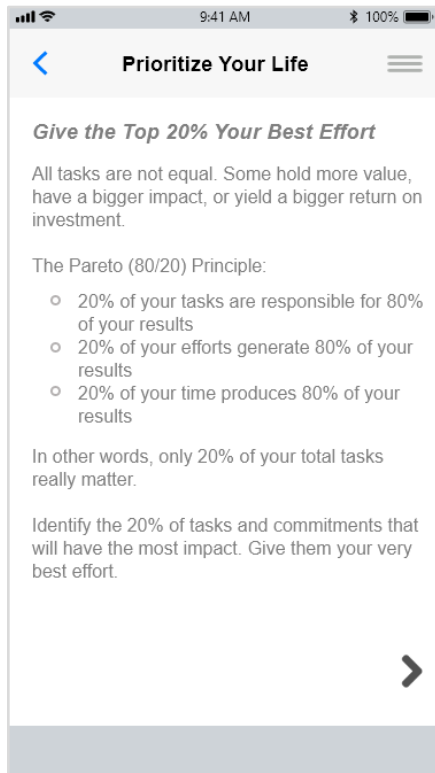 9:41 AM
100%
Prioritize Your Life
Give the Top 20% Your Best Effort
All tasks are not equal. Some hold more value,
have a bigger impact, or yield a bigger return on
investment.
The Pareto (80/20) Principle:
20% of your tasks are responsible for 80%
of your results
20% of your efforts generate 80% of your
results
20% of your time produces 80% of your
results
In other words, only 20% of your total tasks
really matter.
Identify the 20% of tasks and commitments that
will have the most impact. Give them your very
best effort.